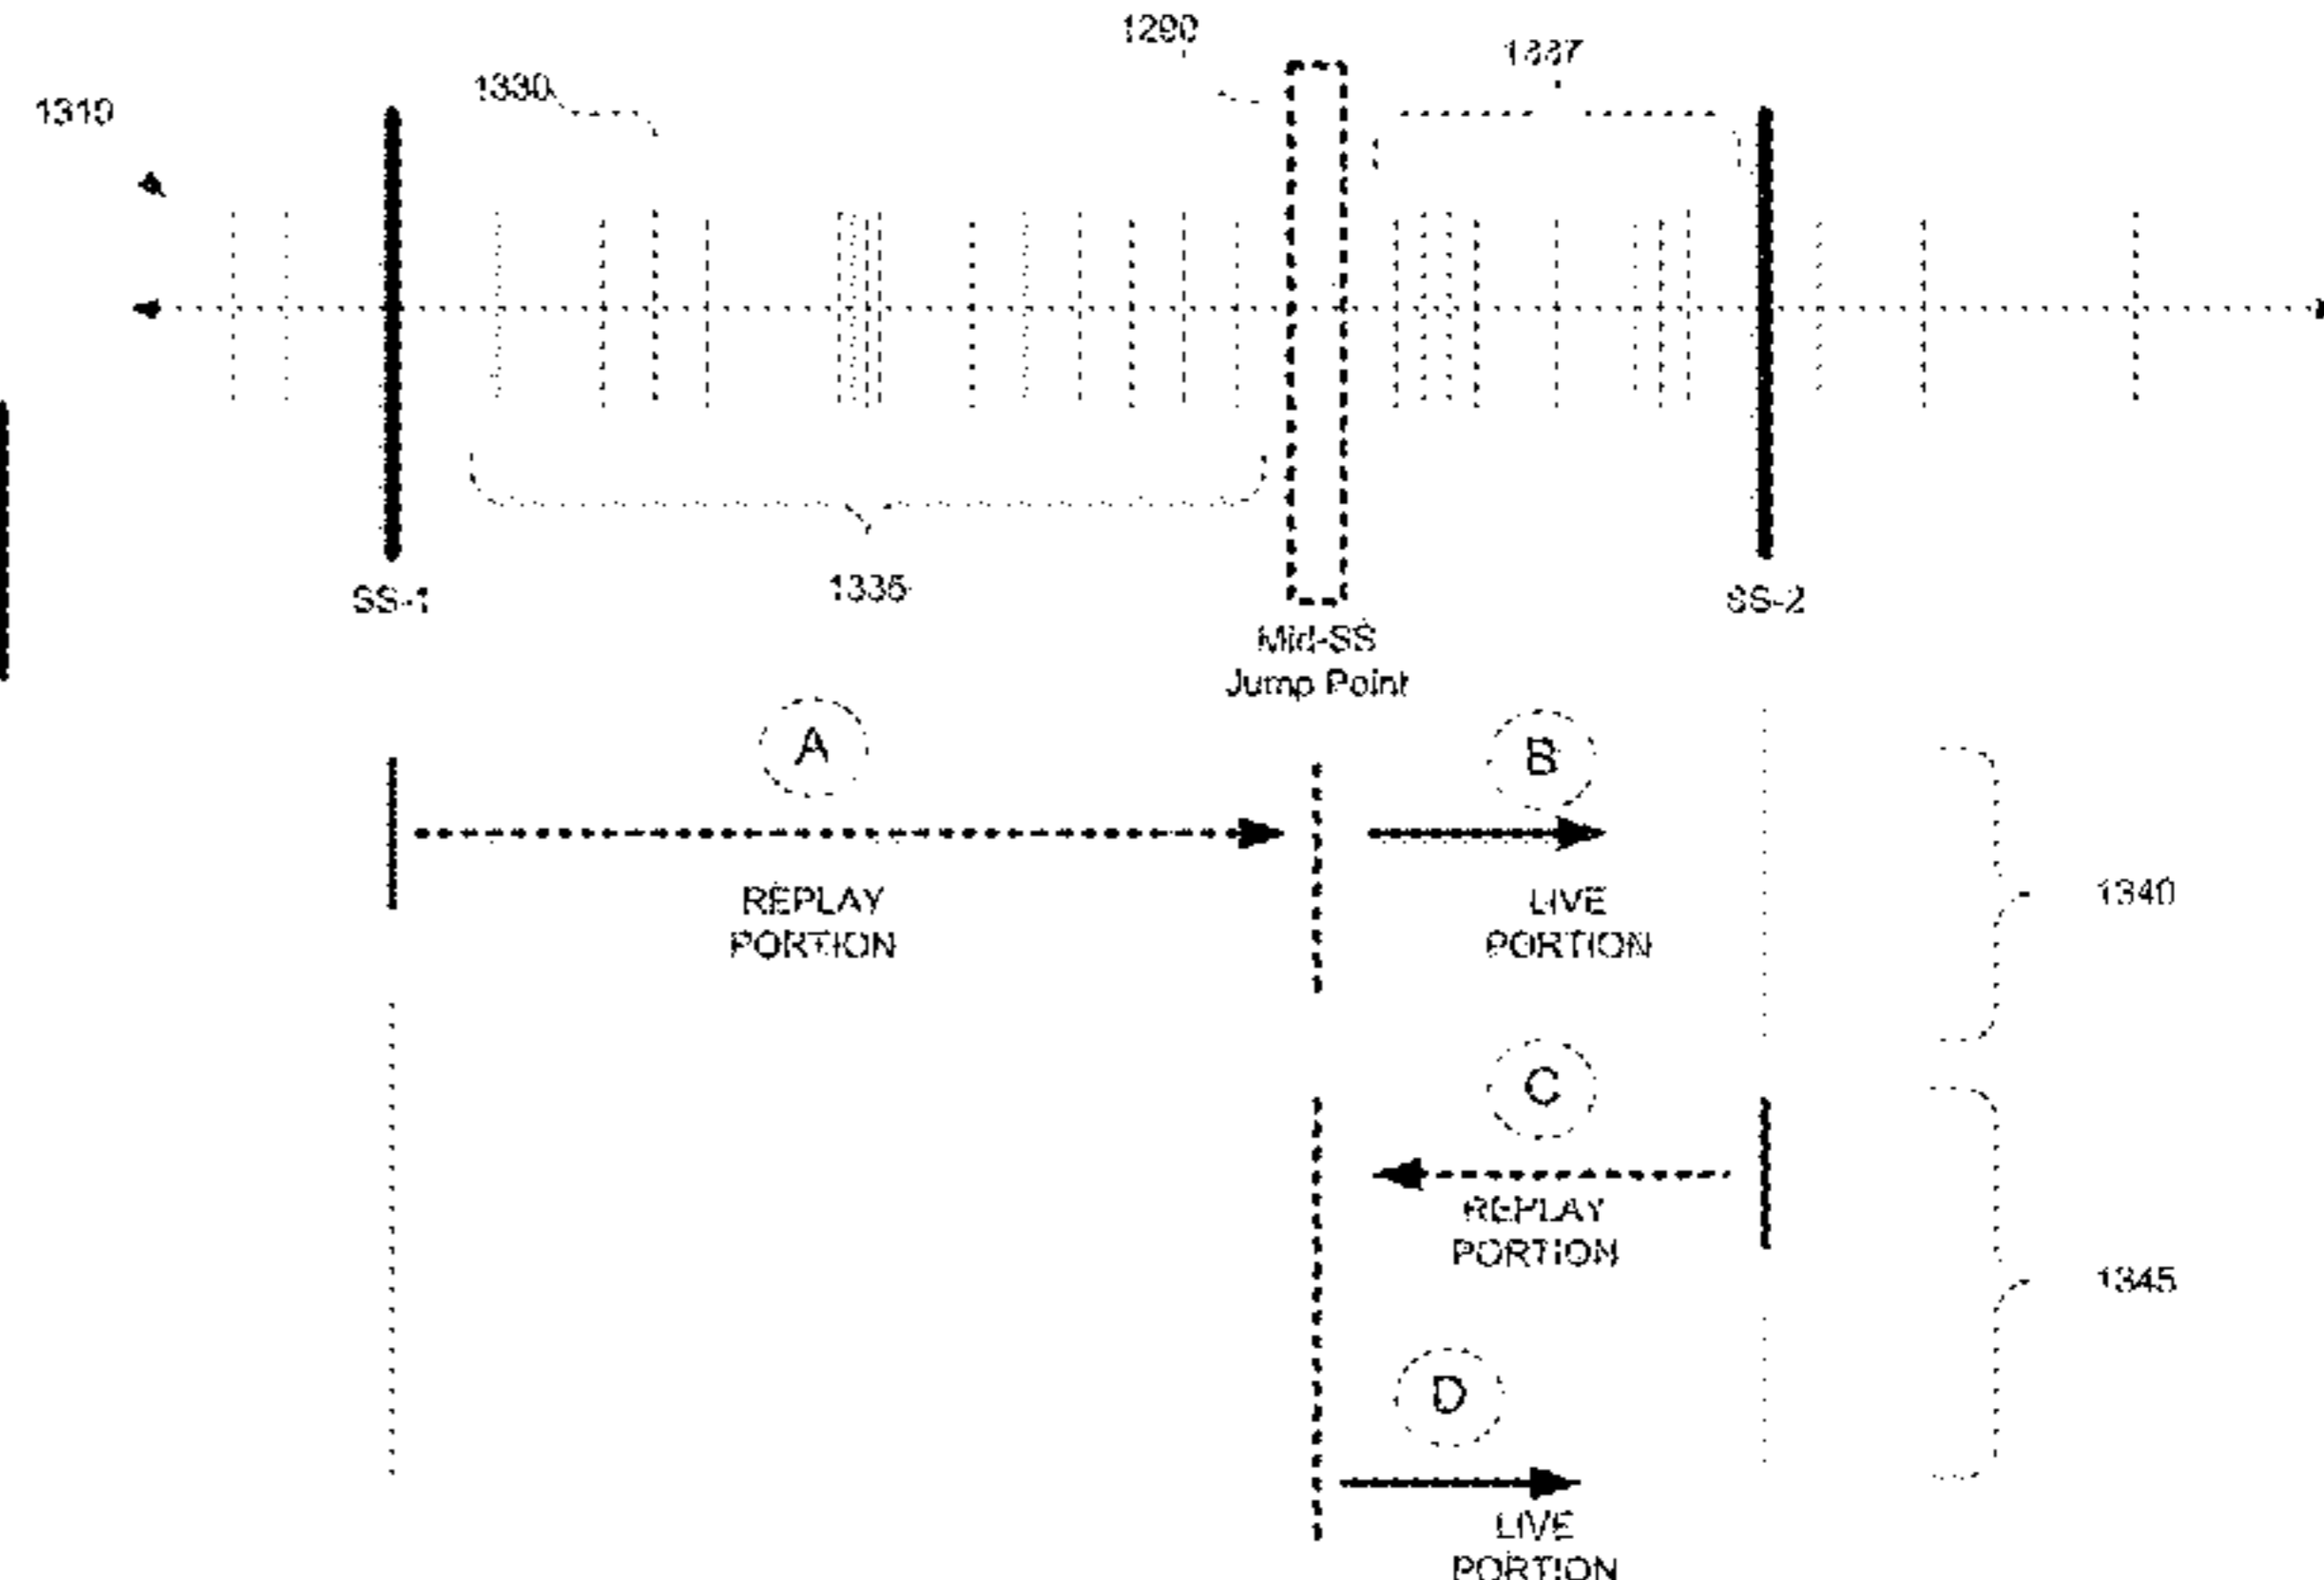 1290
1337
1330
1310
SS-1
1335
SS-2
Mid-SS
Jump Point
A
B
REPLAY
PORTION
LIVE
PORTION
1340
C
REPLAY
PORTION
1345
D
LIVE
PORTION